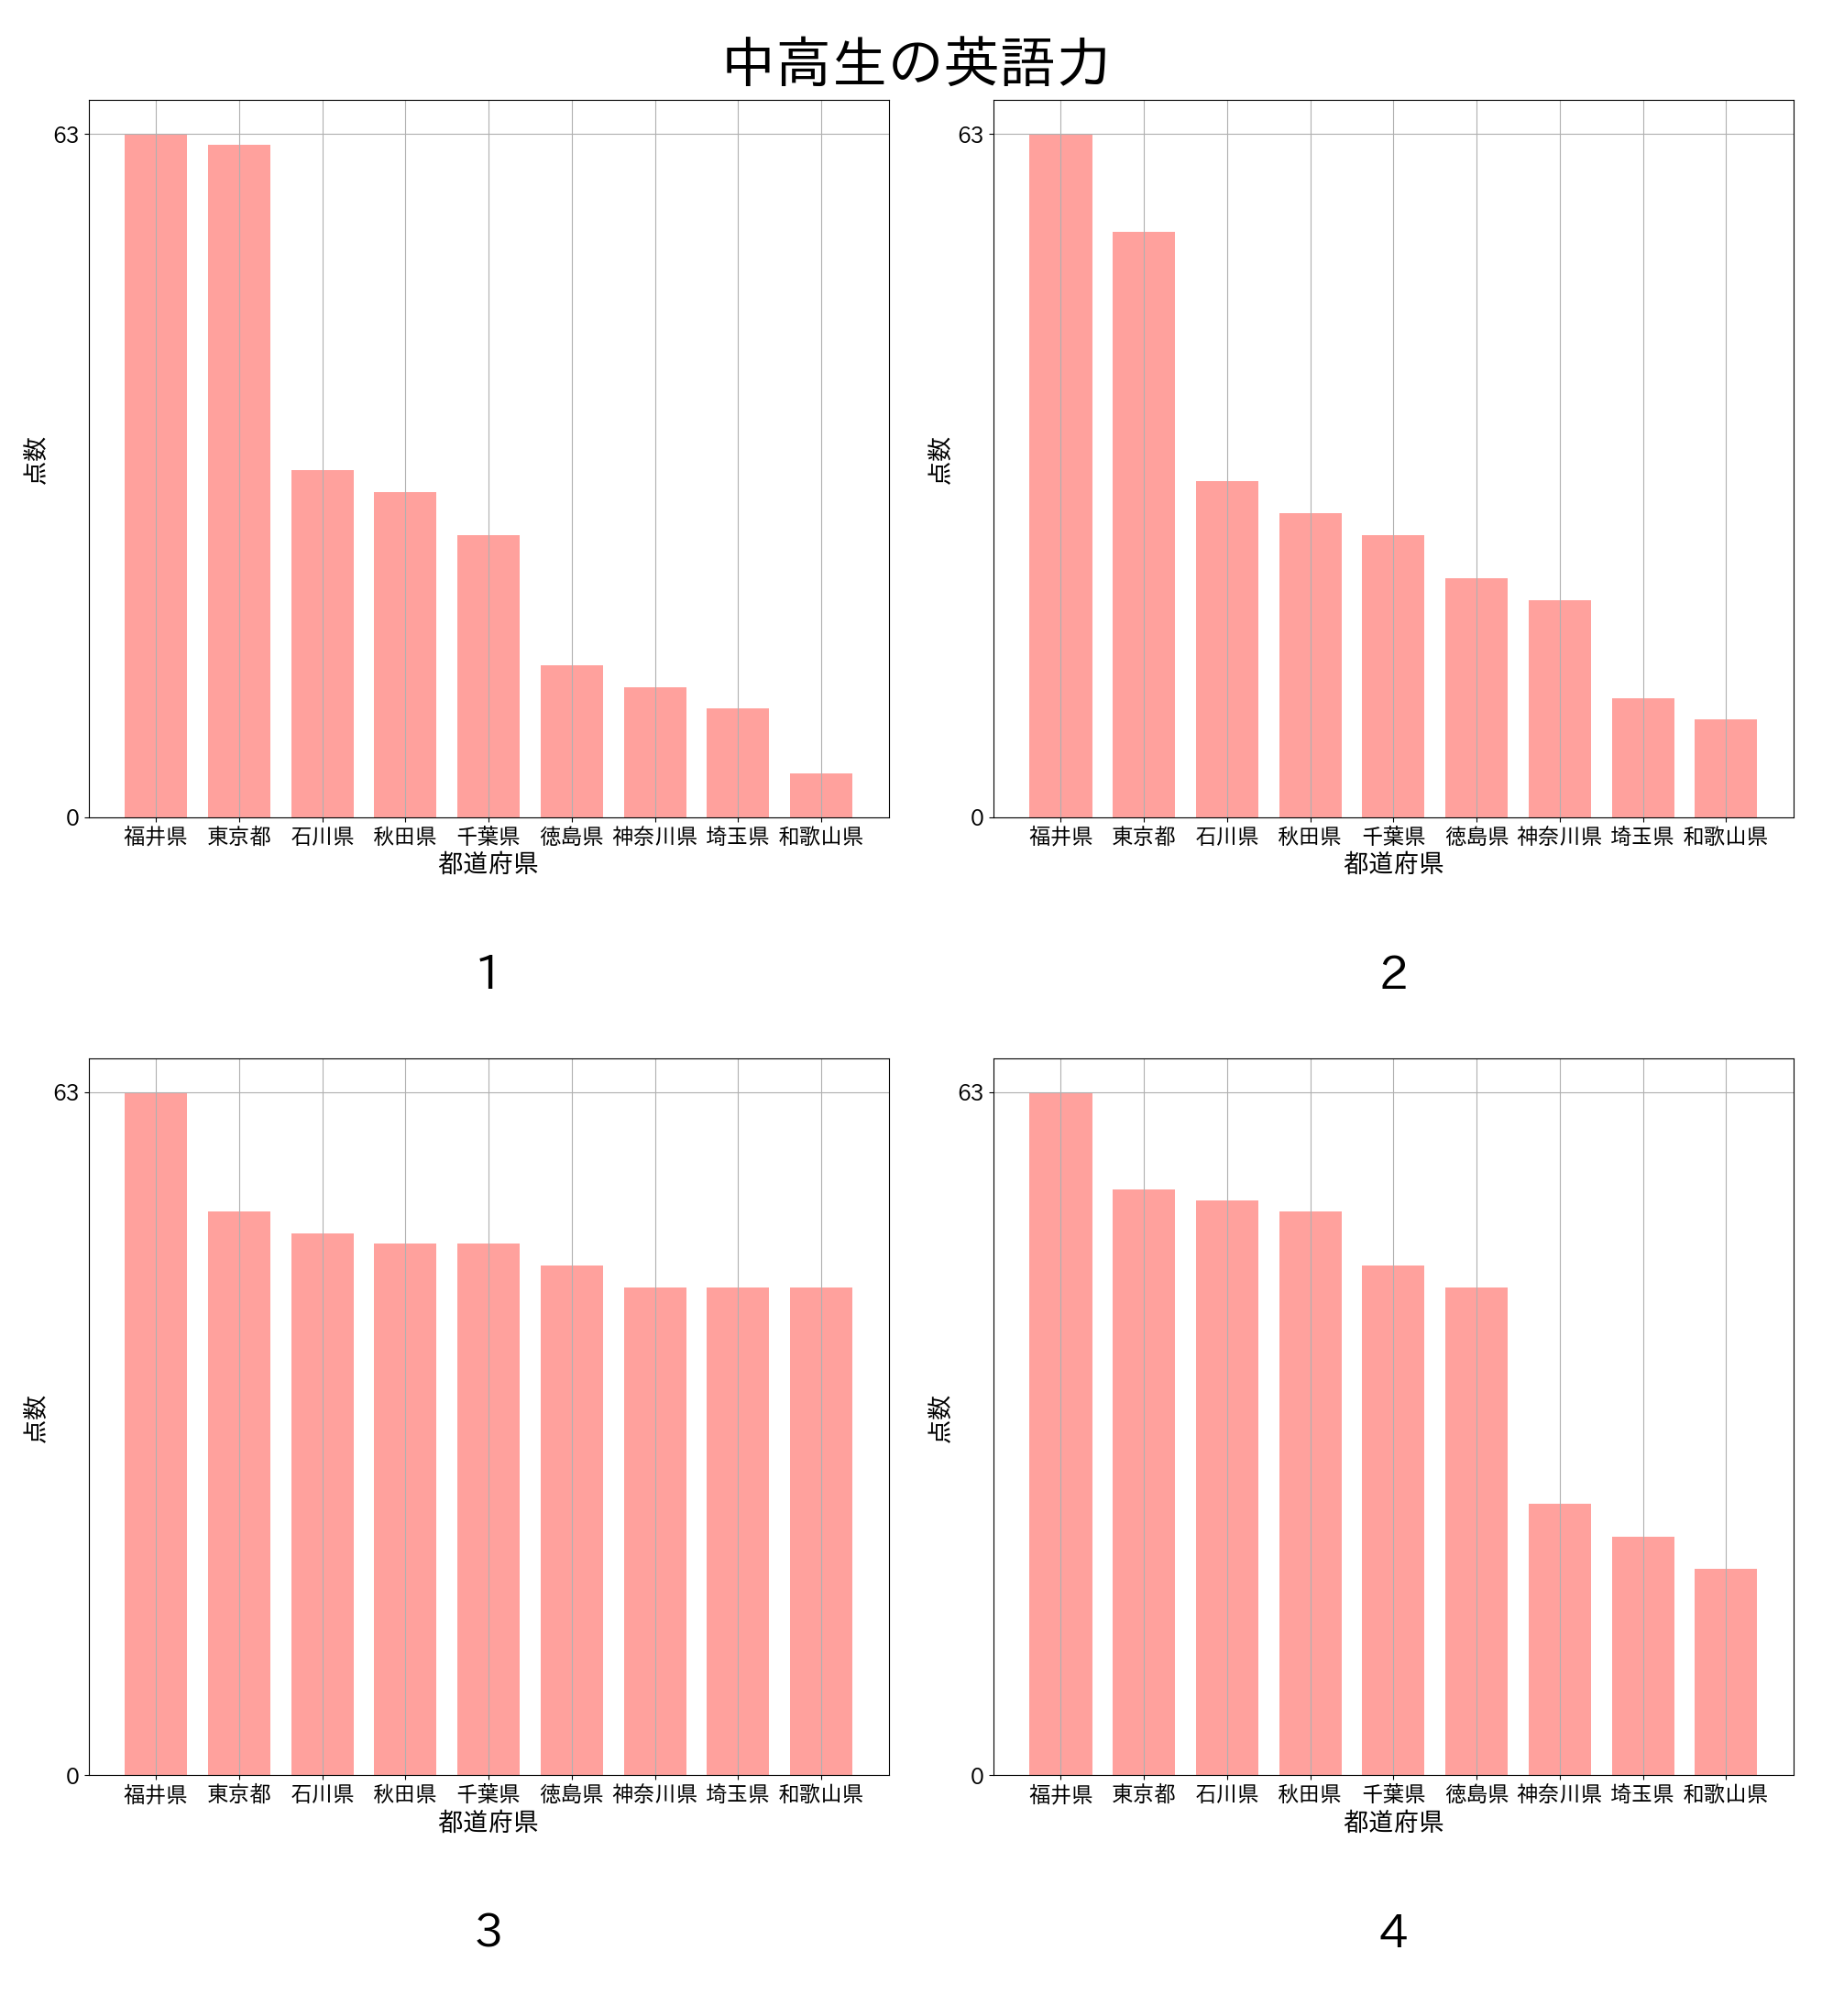 中高生の英語力
63
0
点数
福井県 東京都 石川県 秋田県 千葉県 徳島県 神奈川県 埼玉県 和歌山県
都道府県
1
63
0
点数
福井県 東京都 石川県 秋田県 千葉県 徳島県 神奈川県 埼玉県 和歌山県
都道府県
2
63
0
点数
福井県 東京都 石川県 秋田県 千葉県 徳島県 神奈川県 埼玉県 和歌山県
都道府県
3
63
0
点数
福井県 東京都 石川県 秋田県 千葉県 徳島県 神奈川県 埼玉県 和歌山県
都道府県
4